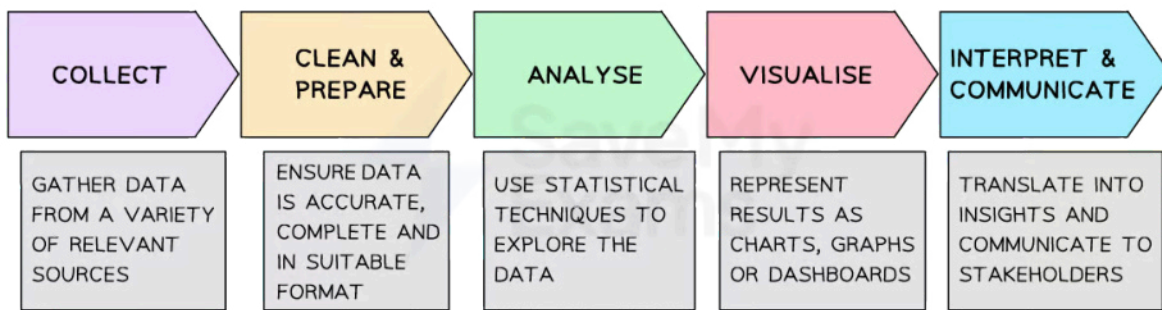 COLLECT
CLEAN &
PREPARE
ANALYSE
VISUALISE
INTERPRET &
COMMUNICATE
GATHER DATA
FROM A VARIETY
OF RELEVANT
SOURCES
ENSURE DATA
IS ACCURATE,
COMPLETE AND
IN SUITABLE
FORMAT
USE STATISTICAL
TECHNIQUES TO
EXPLORE THE
DATA
REPRESENT
RESULTS AS
CHARTS, GRAPHS
OR DASHBOARDS
TRANSLATE INTO
INSIGHTS AND
COMMUNICATE TO
STAKEHOLDERS
SaveMy
Exams